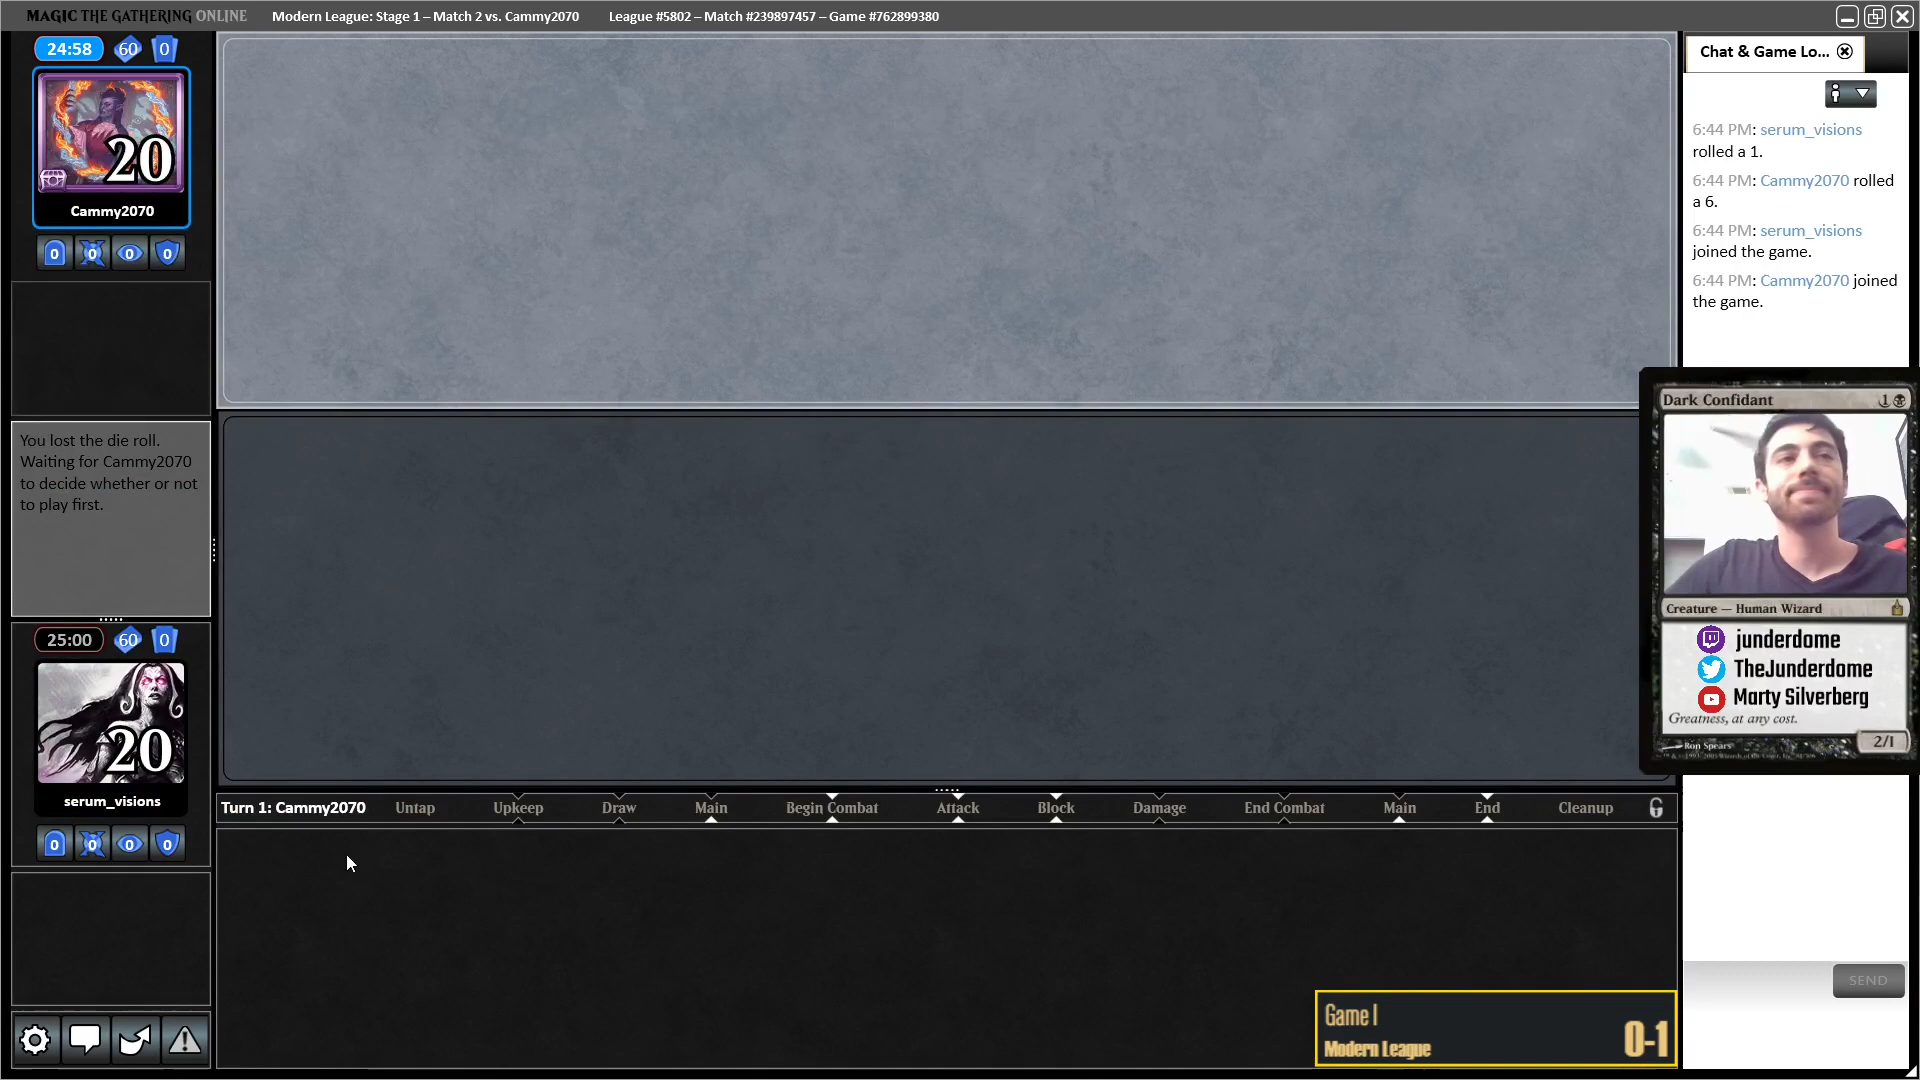 MAGIC THE GATHERING ONLINE
Modern League: Stage 1 – Match 2 vs. Cammy2070
League #5802 – Match #239897457 – Game #762899380
24:58
60
0
20
Cammy2070
0
0
0
0
You lost the die roll.
Waiting for Cammy2070
to decide whether or not
to play first.
25:00
60
0
20
serum_visions
0
0
0
0
Turn 1: Cammy2070
Untap
Upkeep
Draw
Main
Begin Combat
Attack
Block
Damage
End Combat
Main
End
Cleanup
Game 1
Modern League
0-1
Chat & Game Lo...
6:44 PM: serum_visions
rolled a 1.
6:44 PM: Cammy2070 rolled
a 6.
6:44 PM: serum_visions
joined the game.
6:44 PM: Cammy2070 joined
the game.
Dark Confidant
1
Creature — Human Wizard
junderdome
TheJunderdome
Marty Silverberg
Greatness, at any cost.
Ron Spears
2/1
SEND